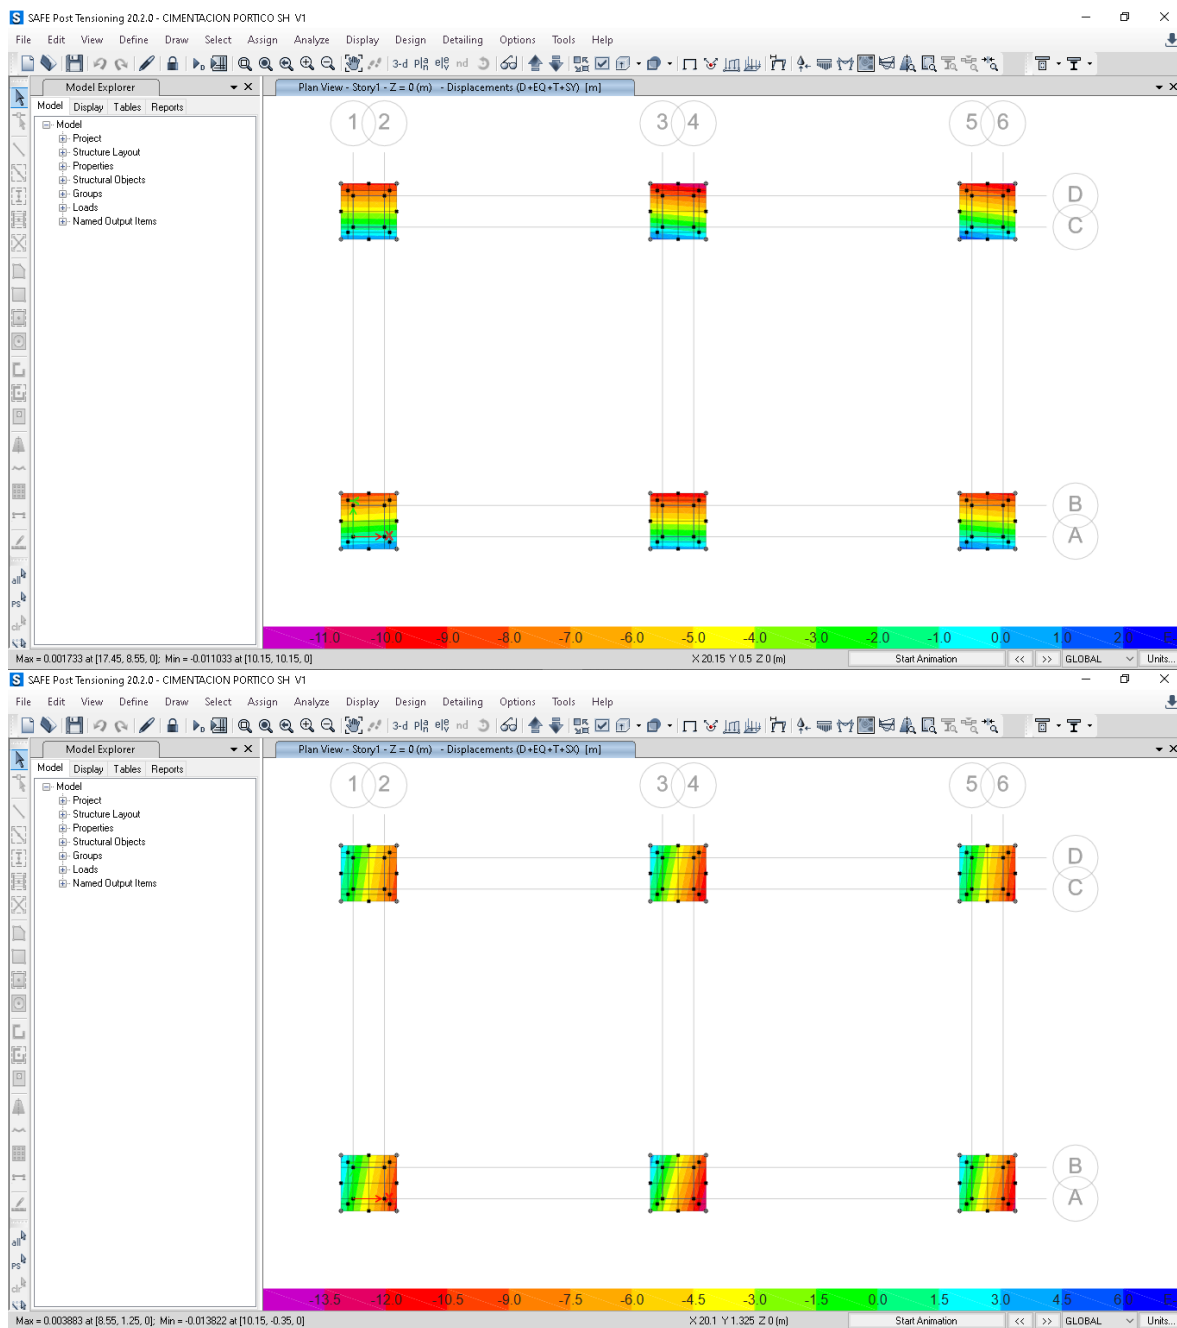 SAFE Post Tensioning 20.2.0 - CIMENTACION PORTICO SH V1
File Edit View Define Draw Select Assign Analyze Display Design Detailing Options Tools Help
3-d nd
Model Explorer
Plan View - Story1 - Z = 0 (m) - Displacements (D+EQ+T+SY) [m]
Model Display Tables Reports
Model
Project
Structure Layout
Properties
Structural Objects
Groups
Loads
Named Output Items
1 2 3 4 5 6
D
C
B
A
X
all
PS
clr
-11.0 -10.0 -9.0 -8.0 -7.0 -6.0 -5.0 -4.0 -3.0 -2.0 -1.0 0.0 1.0
Max = 0.001733 at [17.45, 8.55, 0]; Min = -0.011033 at [10.15, 10.15, 0] X 20.15 Y 0.5 Z 0 (m) Start Animation << >> GLOBAL Units...
SAFE Post Tensioning 20.2.0 - CIMENTACION PORTICO SH V1
File Edit View Define Draw Select Assign Analyze Display Design Detailing Options Tools Help
3-d nd
Model Explorer
Plan View - Story1 - Z = 0 (m) - Displacements (D+EQ+T+SX) [m]
Model Display Tables Reports
Model
Project
Structure Layout
Properties
Structural Objects
Groups
Loads
Named Output Items
1 2 3 4 5 6
D
C
B
A
all
PS
clr
-13.5 -12.0 -10.5 -9.0 -7.5 -6.0 -4.5 -3.0 -1.5 0.0 1.5 3.0 4.5
Max = 0.003883 at [8.55, 1.25, 0]; Min = -0.013822 at [10.15, -0.35, 0] X 20.1 Y 1.325 Z 0 (m) Start Animation << >> GLOBAL Units...